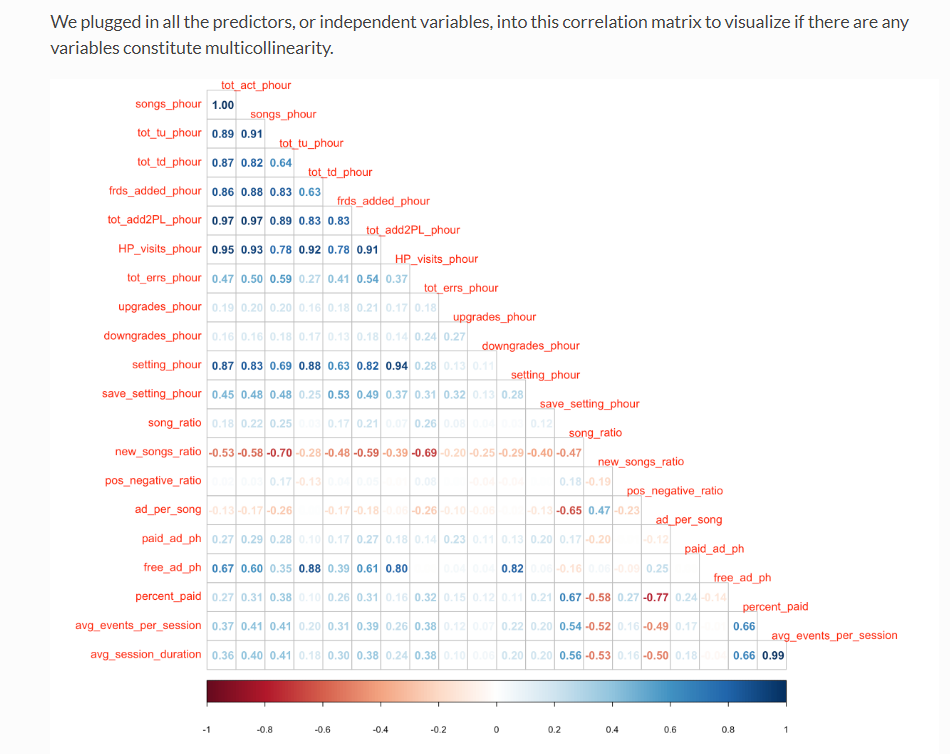 We plugged in all the predictors, or independent variables, into this correlation matrix to visualize if there are any
variables constitute multicollinearity.
tot_act_phour
songs_phour 1.00
songs_phour
tot_tu_phour 0.89 0.91
tot_tu_phour
tot_td_phour 0.87 0.82 0.64
tot_td_phour
frds_added_phour 0.86 0.88 0.83 0.63
frds_added_phour
tot_add2PL_phour 0.97 0.97 0.89 0.83 0.83
tot_add2PL_phour
HP_visits_phour 0.95 0.93 0.78 0.92 0.78 0.91
HP_visits_phour
tot_errs_phour 0.47 0.50 0.59 0.27 0.41 0.54 0.37
tot_errs_phour
upgrades_phour 0.19 0.20 0.20 0.16 0.18 0.21 0.17 0.18
upgrades_phour
downgrades_phour 0.16 0.16 0.18 0.17 0.13 0.18 0.14 0.24 0.27
downgrades_phour
setting_phour 0.87 0.83 0.69 0.88 0.63 0.82 0.94 0.28 0.13 0.11
setting_phour
save_setting_phour 0.45 0.48 0.48 0.25 0.53 0.49 0.37 0.31 0.32 0.13 0.28
save_setting_phour
song_ratio 0.18 0.22 0.25 0.17 0.21 0.26 0.12
song_ratio
new_songs_ratio -0.53 -0.58 -0.70 -0.28 -0.48 -0.59 -0.39 -0.69 -0.20 -0.25 -0.29 -0.40 -0.47
new_songs_ratio
pos_negative_ratio 0.17 -0.13 0.18 -0.19
pos_negative_ratio
ad_per_song -0.13 -0.17 -0.26 -0.17 -0.18 -0.26 -0.10 -0.13 -0.65 0.47 -0.23
ad_per_song
paid_ad_ph 0.27 0.29 0.28 0.10 0.17 0.27 0.18 0.14 0.23 0.11 0.13 0.20 0.17 -0.20 -0.12
paid_ad_ph
free_ad_ph 0.67 0.60 0.35 0.88 0.39 0.61 0.80 0.82 -0.16 0.25
free_ad_ph
percent_paid 0.27 0.31 0.38 0.10 0.26 0.31 0.16 0.32 0.15 0.12 0.11 0.21 0.67 -0.58 0.27 -0.77 0.24 -0.14
percent_paid
avg_events_per_session 0.37 0.41 0.41 0.20 0.31 0.39 0.26 0.38 0.12 0.22 0.20 0.54 -0.52 0.16 -0.49 0.17 0.66
avg_events_per_session
avg_session_duration 0.36 0.40 0.41 0.18 0.30 0.38 0.24 0.38 0.10 0.20 0.20 0.56 -0.53 0.16 -0.50 0.18 0.66 0.99
-1 -0.8 -0.6 -0.4 -0.2 0 0.2 0.4 0.6 0.8 1